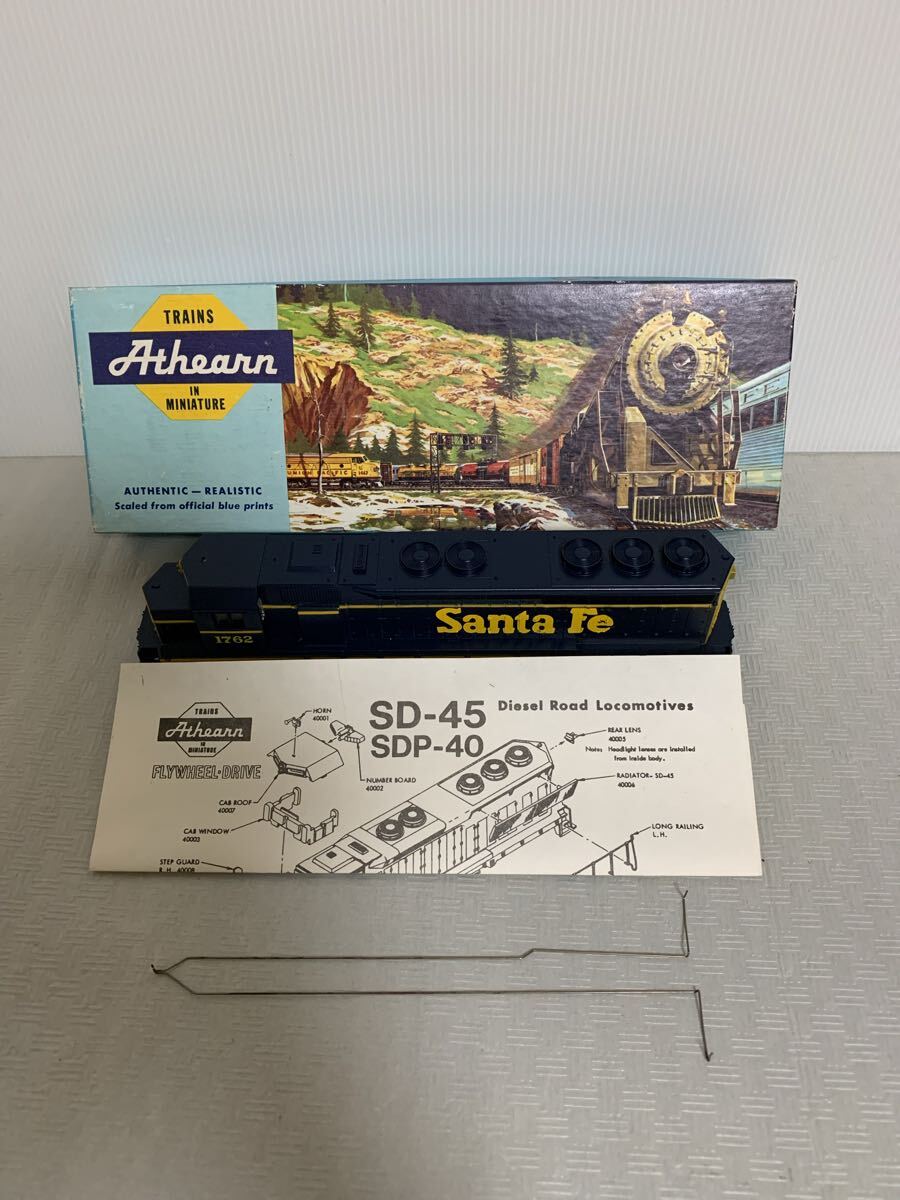 TRAINS
Athearn
IN
MINIATURE
AUTHENTIC — REALISTIC
Scaled from official blue prints
UNION PACIFIC
1762
Santa Fe
TRAINS
Athearn
IN
MINIATURE
FLYWHEEL-DRIVE
SD-45
SDP-40
Diesel Road Locomotives
HORN
40001
NUMBER BOARD
40002
CAB ROOF
40007
CAB WINDOW
40003
STEP GUARD
R.H. 40008
REAR LENS
40005
Note: Headlight lenses are installed
from inside body.
RADIATOR- SD-45
40006
LONG RAILING
L.H.